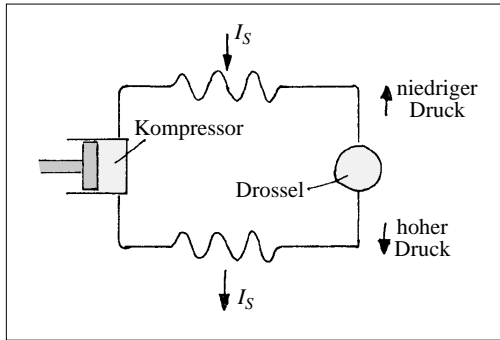 I_S
niedriger
Druck
Kompressor
Drossel
hoher
Druck
I_S